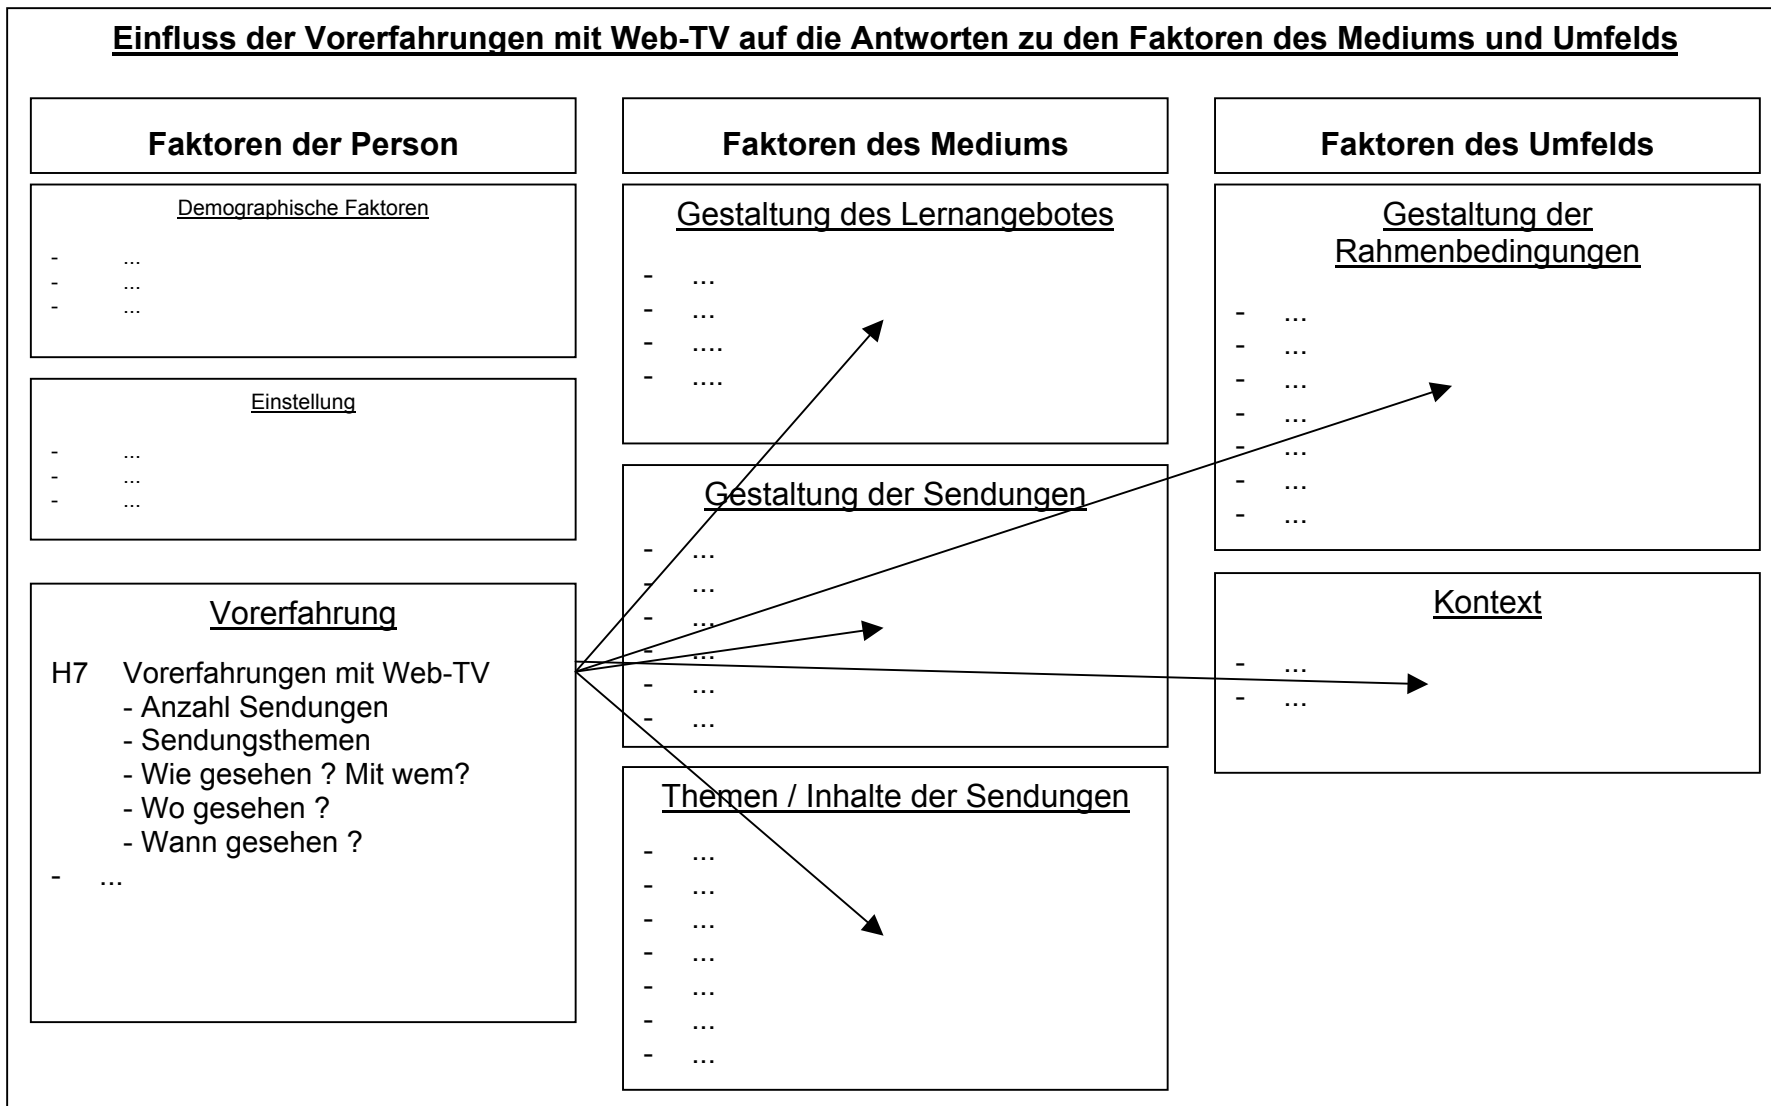 Einfluss der Vorerfahrungen mit Web-TV auf die Antworten zu den Faktoren des Mediums und Umfelds
Faktoren der Person
Demographische Faktoren
- ...
- ...
- ...
Einstellung
- ...
- ...
- ...
Vorerfahrung
H7 Vorerfahrungen mit Web-TV
- Anzahl Sendungen
- Sendungsthemen
- Wie gesehen ? Mit wem?
- Wo gesehen ?
- Wann gesehen ?
- ...
Faktoren des Mediums
Gestaltung des Lernangebotes
- ...
- ...
- ....
- ....
Gestaltung der Sendungen
- ...
- ...
- ...
- ...
- ...
- ...
Themen / Inhalte der Sendungen
- ...
- ...
- ...
- ...
- ...
- ...
- ...
Faktoren des Umfelds
Gestaltung der
Rahmenbedingungen
- ...
- ...
- ...
- ...
- ...
- ...
- ...
Kontext
- ...
- ...